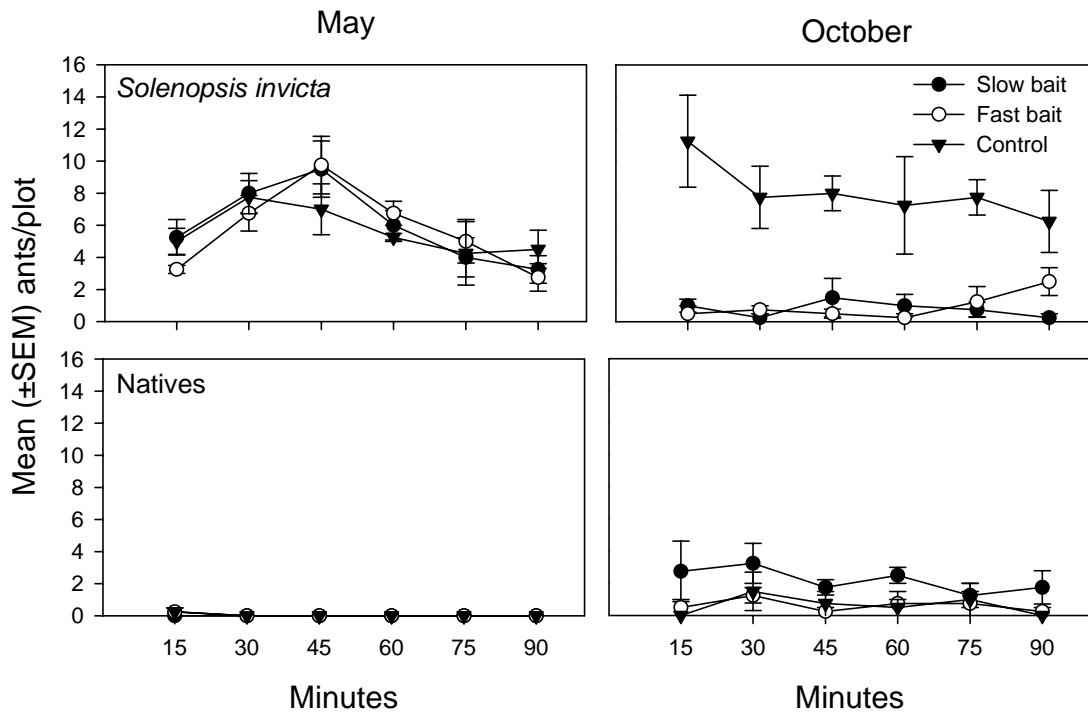 May
October
Mean (±SEM) ants/plot
16
14
12
10
8
6
4
2
0
Solenopsis invicta
Slow bait
Fast bait
Control
16
14
12
10
8
6
4
2
0
Natives
15 30 45 60 75 90
15 30 45 60 75 90
Minutes
Minutes